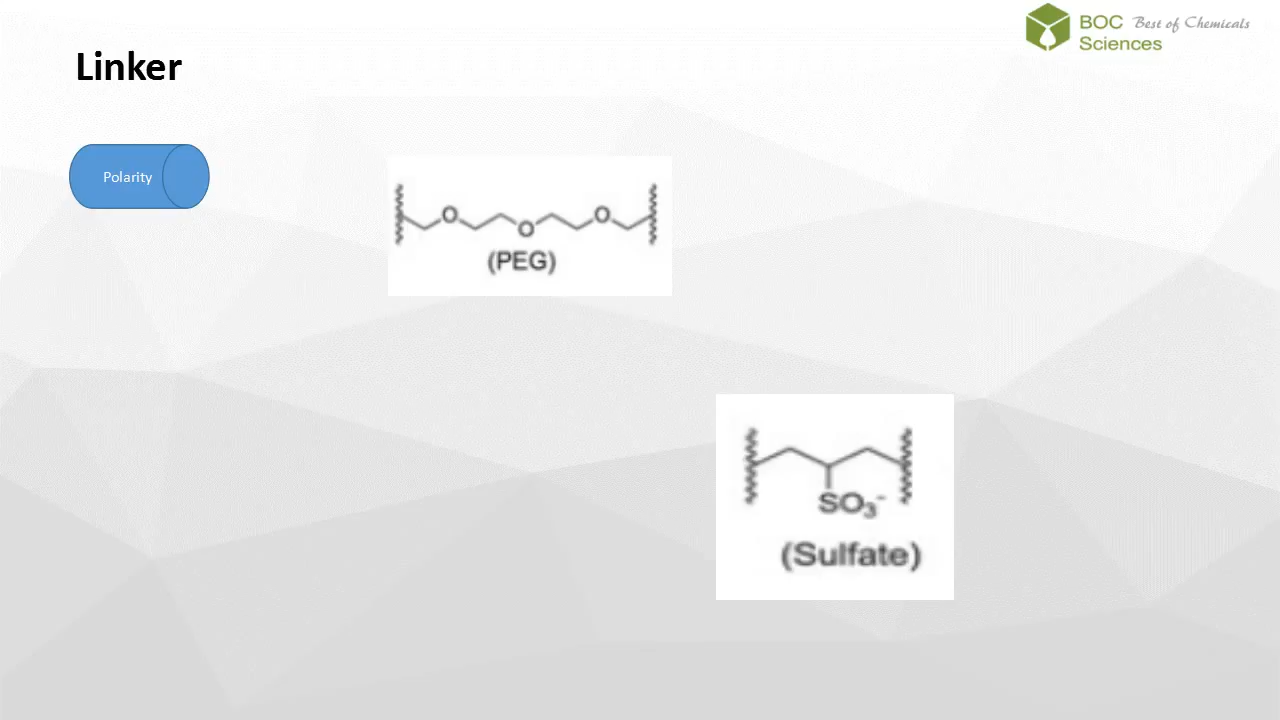 BOC Best of Chemicals
Sciences
Linker
Polarity
O O
O
(PEG)
SO₃⁻
(Sulfate)